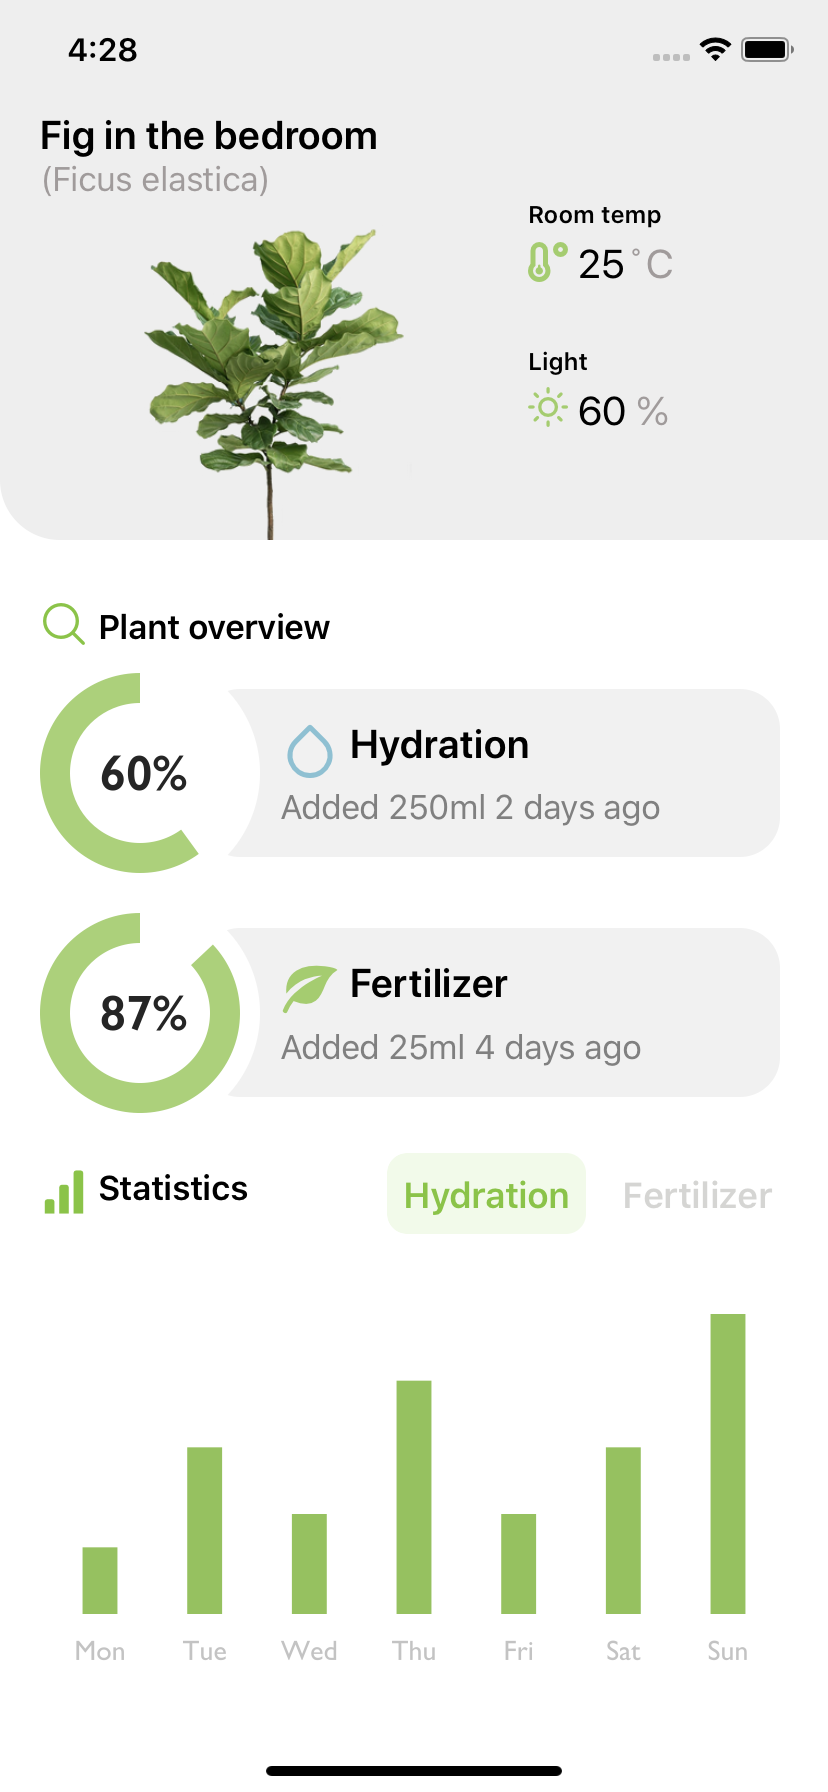 4:28
Fig in the bedroom
(Ficus elastica)
Room temp
25 °C
Light
60 %
Plant overview
60%
Hydration
Added 250ml 2 days ago
87%
Fertilizer
Added 25ml 4 days ago
Statistics
Hydration
Fertilizer
Mon Tue Wed Thu Fri Sat Sun